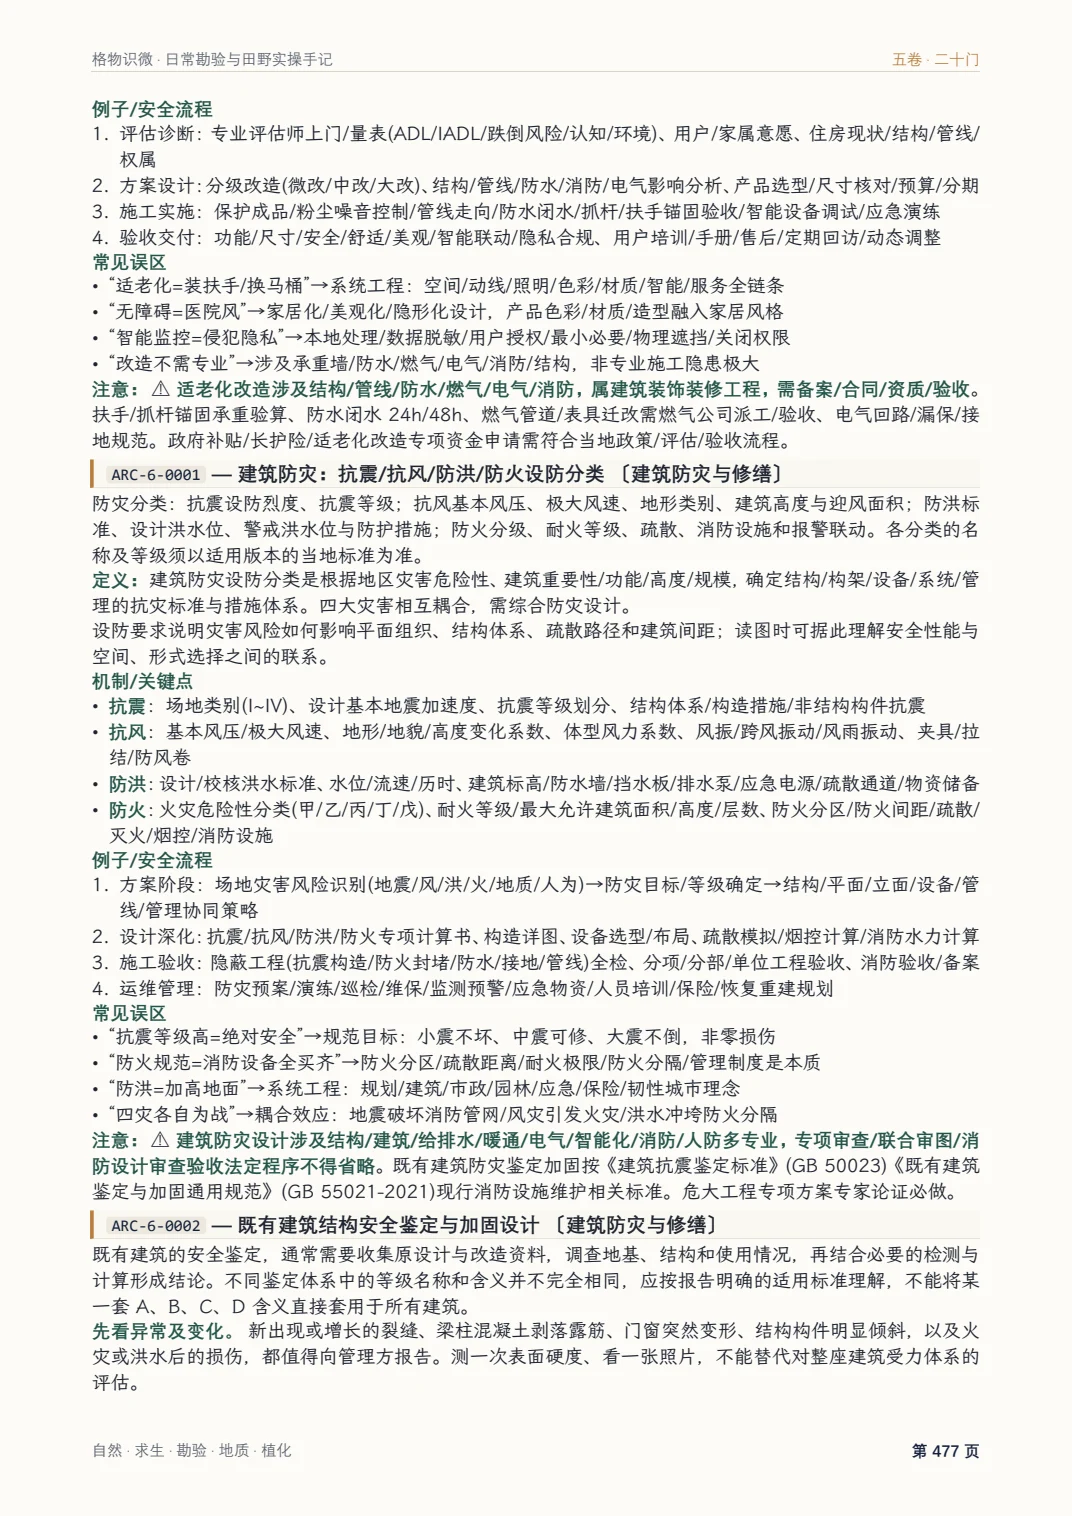 格物识微 · 日常勘验与田野实操手记
五卷 · 二十门
例子/安全流程
1. 评估诊断：专业评估师上门/量表(ADL/IADL/跌倒风险/认知/环境)、用户/家属意愿、住房现状/结构/管线/
权属
2. 方案设计：分级改造(微改/中改/大改)、结构/管线/防水/消防/电气影响分析、产品选型/尺寸核对/预算/分期
3. 施工实施：保护成品/粉尘噪音控制/管线走向/防水闭水/抓杆/扶手锚固验收/智能设备调试/应急演练
4. 验收交付：功能/尺寸/安全/舒适/美观/智能联动/隐私合规、用户培训/手册/售后/定期回访/动态调整
常见误区
• “适老化=装扶手/换马桶”→系统工程：空间/动线/照明/色彩/材质/智能/服务全链条
• “无障碍=医院风”→家居化/美观化/隐形化设计，产品色彩/材质/造型融入家居风格
• “智能监控=侵犯隐私”→本地处理/数据脱敏/用户授权/最小必要/物理遮挡/关闭权限
• “改造不需专业”→涉及承重墙/防水/燃气/电气/消防/结构，非专业施工隐患极大
注意：⚠ 适老化改造涉及结构/管线/防水/燃气/电气/消防，属建筑装饰装修工程，需备案/合同/资质/验收。
扶手/抓杆锚固承重验算、防水闭水 24h/48h、燃气管道/表具迁改需燃气公司派工/验收、电气回路/漏保/接
地规范。政府补贴/长护险/适老化改造专项资金申请需符合当地政策/评估/验收流程。
ARC-6-0001 — 建筑防灾：抗震/抗风/防洪/防火设防分类 〔建筑防灾与修缮〕
防灾分类：抗震设防烈度、抗震等级；抗风基本风压、极大风速、地形类别、建筑高度与迎风面积；防洪标
准、设计洪水位、警戒洪水位与防护措施；防火分级、耐火等级、疏散、消防设施和报警联动。各分类的名
称及等级须以适用版本的当地标准为准。
定义：建筑防灾设防分类是根据地区灾害危险性、建筑重要性/功能/高度/规模，确定结构/构架/设备/系统/管
理的抗灾标准与措施体系。四大灾害相互耦合，需综合防灾设计。
设防要求说明灾害风险如何影响平面组织、结构体系、疏散路径和建筑间距；读图时可据此理解安全性能与
空间、形式选择之间的联系。
机制/关键点
• 抗震：场地类别(I~IV)、设计基本地震加速度、抗震等级划分、结构体系/构造措施/非结构构件抗震
• 抗风：基本风压/极大风速、地形/地貌/高度变化系数、体型风力系数、风振/跨风振动/风雨振动、夹具/拉
结/防风卷
• 防洪：设计/校核洪水标准、水位/流速/历时、建筑标高/防水墙/挡水板/排水泵/应急电源/疏散通道/物资储备
• 防火：火灾危险性分类(甲/乙/丙/丁/戊)、耐火等级/最大允许建筑面积/高度/层数、防火分区/防火间距/疏散/
灭火/烟控/消防设施
例子/安全流程
1. 方案阶段：场地灾害风险识别(地震/风/洪/火/地质/人为)→防灾目标/等级确定→结构/平面/立面/设备/管
线/管理协同策略
2. 设计深化：抗震/抗风/防洪/防火专项计算书、构造详图、设备选型/布局、疏散模拟/烟控计算/消防水力计算
3. 施工验收：隐蔽工程(抗震构造/防火封堵/防水/接地/管线)全检、分项/分部/单位工程验收、消防验收/备案
4. 运维管理：防灾预案/演练/巡检/维保/监测预警/应急物资/人员培训/保险/恢复重建规划
常见误区
• “抗震等级高=绝对安全”→规范目标：小震不坏、中震可修、大震不倒，非零损伤
• “防火规范=消防设备全买齐”→防火分区/疏散距离/耐火极限/防火分隔/管理制度是本质
• “防洪=加高地面”→系统工程：规划/建筑/市政/园林/应急/保险/韧性城市理念
• “四灾各自为战”→耦合效应：地震破坏消防管网/风灾引发火灾/洪水冲垮防火分隔
注意：⚠ 建筑防灾设计涉及结构/建筑/给排水/暖通/电气/智能化/消防/人防多专业，专项审查/联合审图/消
防设计审查验收法定程序不得省略。既有建筑防灾鉴定加固按《建筑抗震鉴定标准》(GB 50023)《既有建筑
鉴定与加固通用规范》(GB 55021-2021)现行消防设施维护相关标准。危大工程专项方案专家论证必做。
ARC-6-0002 — 既有建筑结构安全鉴定与加固设计 〔建筑防灾与修缮〕
既有建筑的安全鉴定，通常需要收集原设计与改造资料，调查地基、结构和使用情况，再结合必要的检测与
计算形成结论。不同鉴定体系中的等级名称和含义并不完全相同，应按报告明确的适用标准理解，不能将某
一套 A、B、C、D 含义直接套用于所有建筑。
先看异常及变化。 新出现或增长的裂缝、梁柱混凝土剥落露筋、门窗突然变形、结构构件明显倾斜，以及火
灾或洪水后的损伤，都值得向管理方报告。测一次表面硬度、看一张照片，不能替代对整座建筑受力体系的
评估。
自然 · 求生 · 勘验 · 地质 · 植化
第 477 页